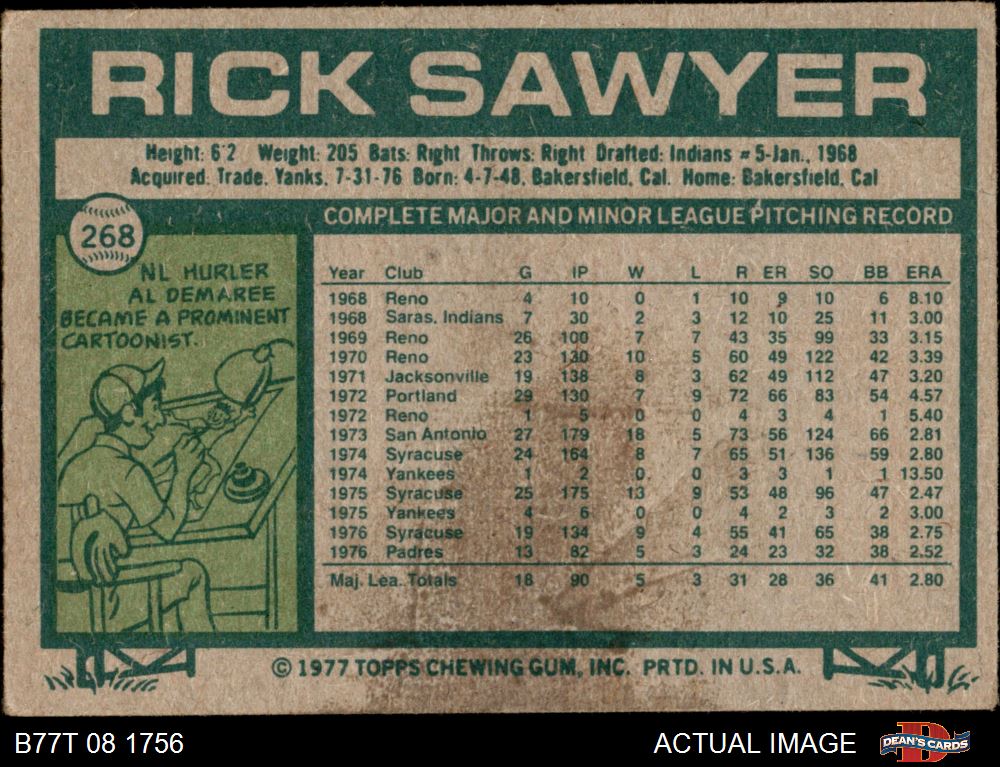 RICK SAWYER
Height: 6'2 Weight: 205 Bats: Right Throws: Right Drafted: Indians = 5-Jan., 1968
Acquired: Trade, Yanks, 7-31-76 Born: 4-7-48, Bakersfield, Cal. Home: Bakersfield, Cal
268
NL HURLER
AL DEMAREE
BECAME A PROMINENT
CARTOONIST.
COMPLETE MAJOR AND MINOR LEAGUE PITCHING RECORD
Year Club G IP W L R ER SO BB ERA
1968 Reno 4 10 0 1 10 9 10 6 8.10
1968 Saras. Indians 7 30 2 3 12 10 25 11 3.00
1969 Reno 26 100 7 7 43 35 99 33 3.15
1970 Reno 23 130 10 5 60 49 122 42 3.39
1971 Jacksonville 19 138 8 3 62 49 112 47 3.20
1972 Portland 29 130 7 9 72 66 83 54 4.57
1972 Reno 1 5 0 0 4 3 4 1 5.40
1973 San Antonio 27 179 18 5 73 56 124 66 2.81
1974 Syracuse 24 164 8 7 65 51 136 59 2.80
1974 Yankees 1 2 0 0 3 3 1 1 13.50
1975 Syracuse 25 175 13 9 53 48 96 47 2.47
1975 Yankees 4 6 0 0 4 2 3 2 3.00
1976 Syracuse 19 134 9 4 55 41 65 38 2.75
1976 Padres 13 82 5 3 24 23 32 38 2.52
Maj. Lea. Totals 18 90 5 3 31 28 36 41 2.80
© 1977 TOPPS CHEWING GUM, INC. PRTD. IN U.S.A.
B77T 08 1756
ACTUAL IMAGE
D
DEAN'S CARDS